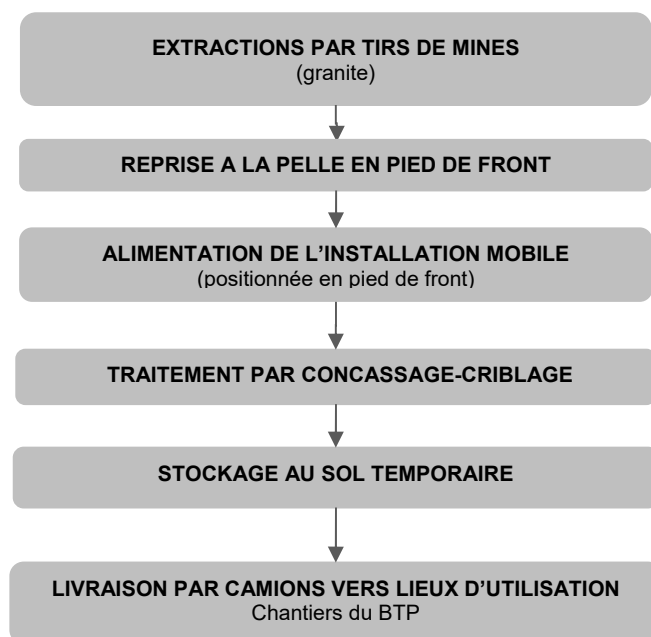 EXTRACTIONS PAR TIRS DE MINES
(granite)
REPRISE A LA PELLE EN PIED DE FRONT
ALIMENTATION DE L’INSTALLATION MOBILE
(positionnée en pied de front)
TRAITEMENT PAR CONCASSAGE-CRIBLAGE
STOCKAGE AU SOL TEMPORAIRE
LIVRAISON PAR CAMIONS VERS LIEUX D’UTILISATION
Chantiers du BTP